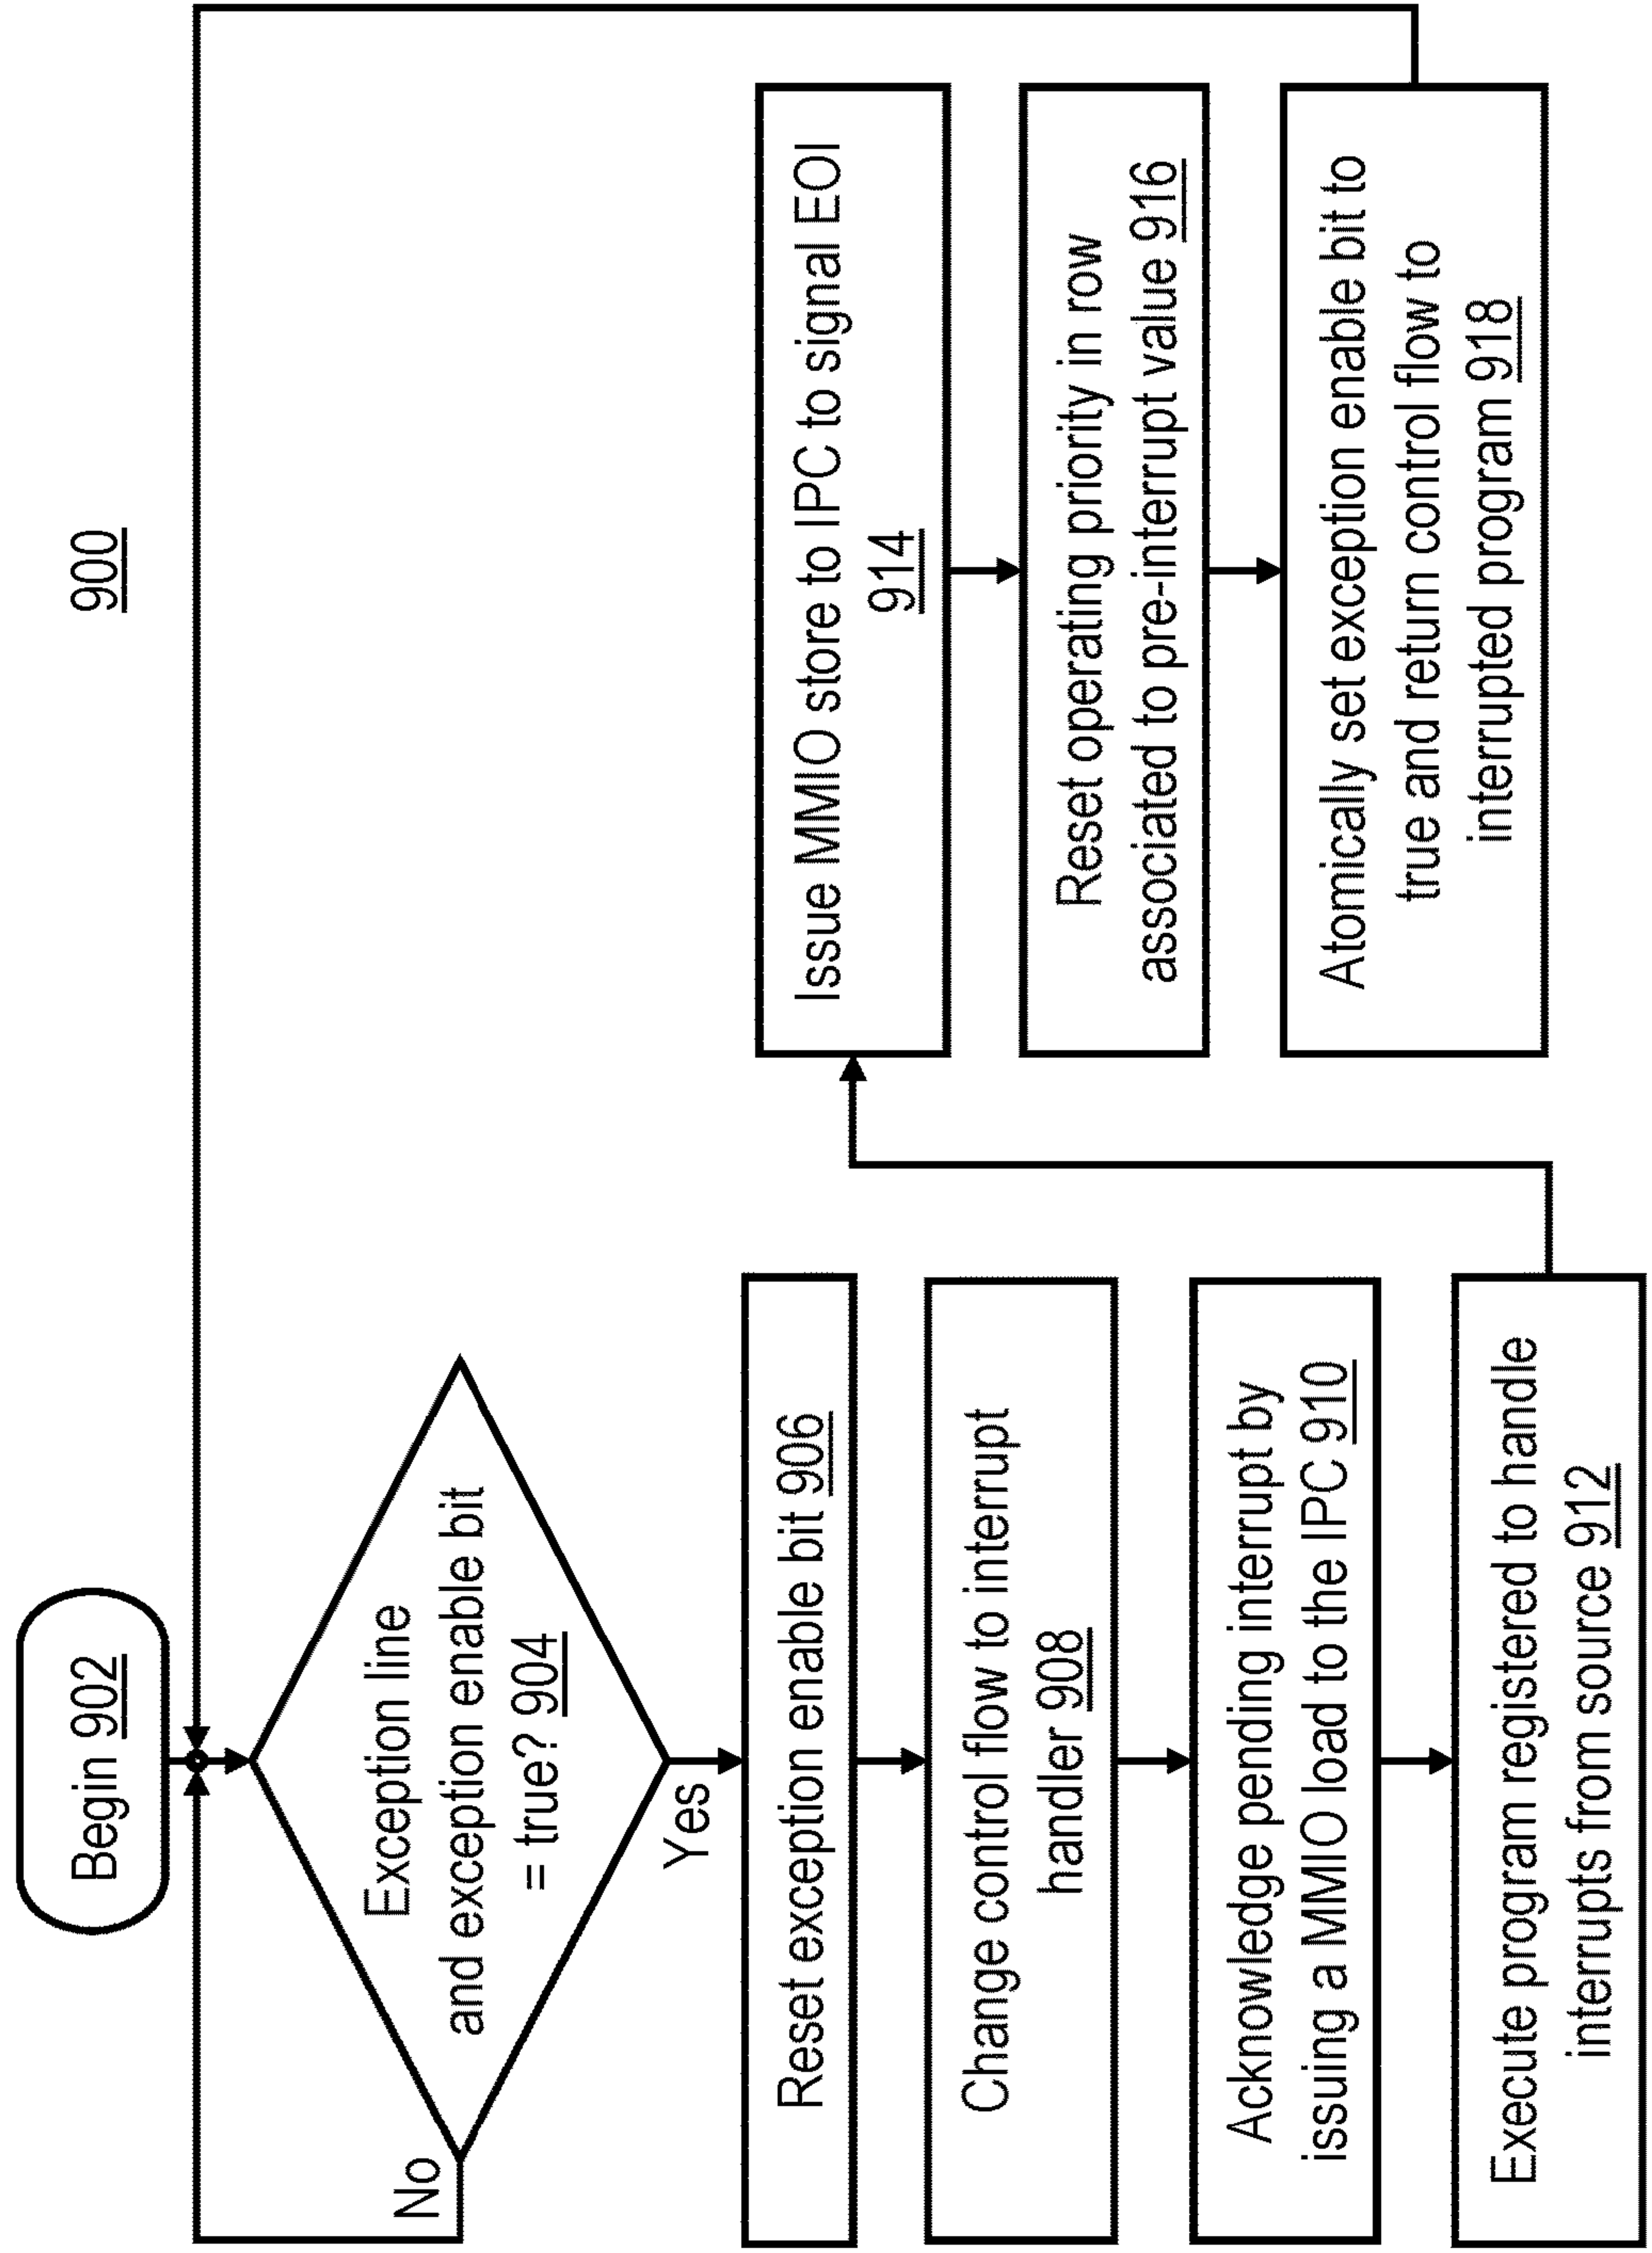 900
Begin 902
Exception line
and exception enable bit
= true? 904
No
Yes
Reset exception enable bit 906
Change control flow to interrupt
handler 908
Acknowledge pending interrupt by
issuing a MMIO load to the IPC 910
Execute program registered to handle
interrupts from source 912
Issue MMIO store to IPC to signal EOI
914
Reset operating priority in row
associated to pre-interrupt value 916
Atomically set exception enable bit to
true and return control flow to
interrupted program 918